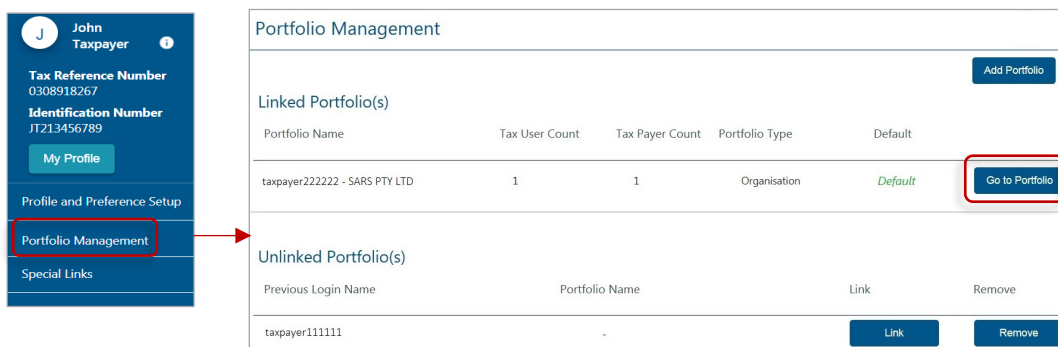 J
John
Taxpayer
i
Tax Reference Number
0308918267
Identification Number
JT213456789
My Profile
Profile and Preference Setup
Portfolio Management
Special Links
Portfolio Management
Add Portfolio
Linked Portfolio(s)
Portfolio Name Tax User Count Tax Payer Count Portfolio Type Default
taxpayer222222 - SARS PTY LTD 1 1 Organisation Default Go to Portfolio
Unlinked Portfolio(s)
Previous Login Name Portfolio Name Link Remove
taxpayer111111 - Link Remove